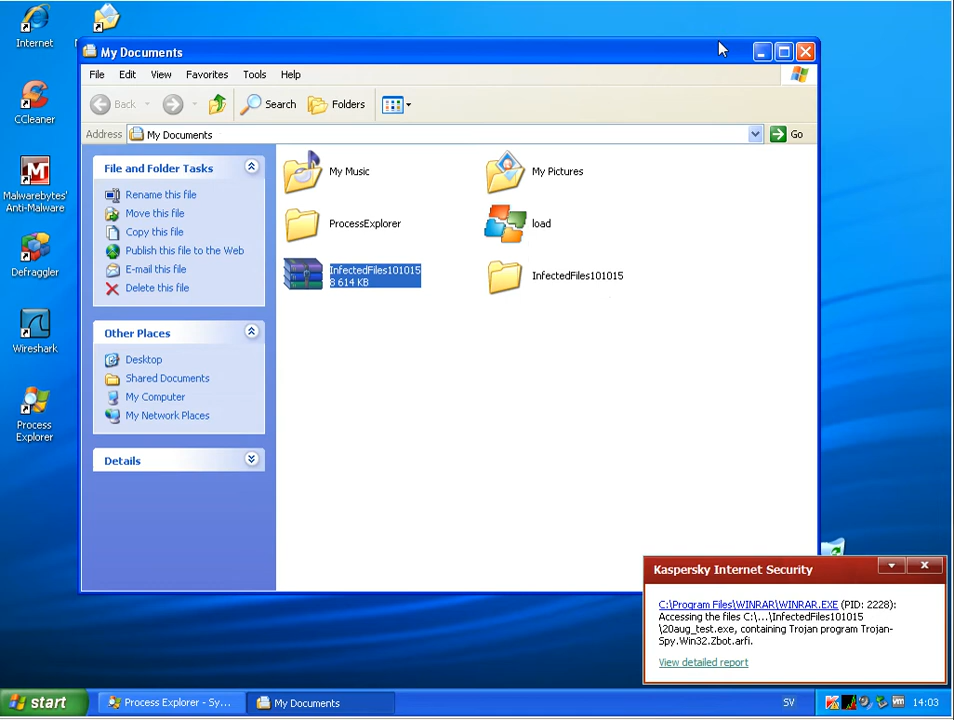 Internet
CCleaner
Malwarebytes'
Anti-Malware
Defraggler
Wireshark
Process
Explorer
My Documents
File Edit View Favorites Tools Help
Back Search Folders
Address My Documents Go
File and Folder Tasks
Rename this file
Move this file
Copy this file
Publish this file to the Web
E-mail this file
Delete this file
Other Places
Desktop
Shared Documents
My Computer
My Network Places
Details
My Music
My Pictures
ProcessExplorer
load
InfectedFiles101015
8 614 KB
InfectedFiles101015
Kaspersky Internet Security
C:\Program Files\WINRAR\WINRAR.EXE (PID: 2228):
Accessing the files C:\...\InfectedFiles101015
\20aug_test.exe, containing Trojan program Trojan-
Spy.Win32.Zbot.arfi.
View detailed report
start Process Explorer - Sy... My Documents SV 14:03